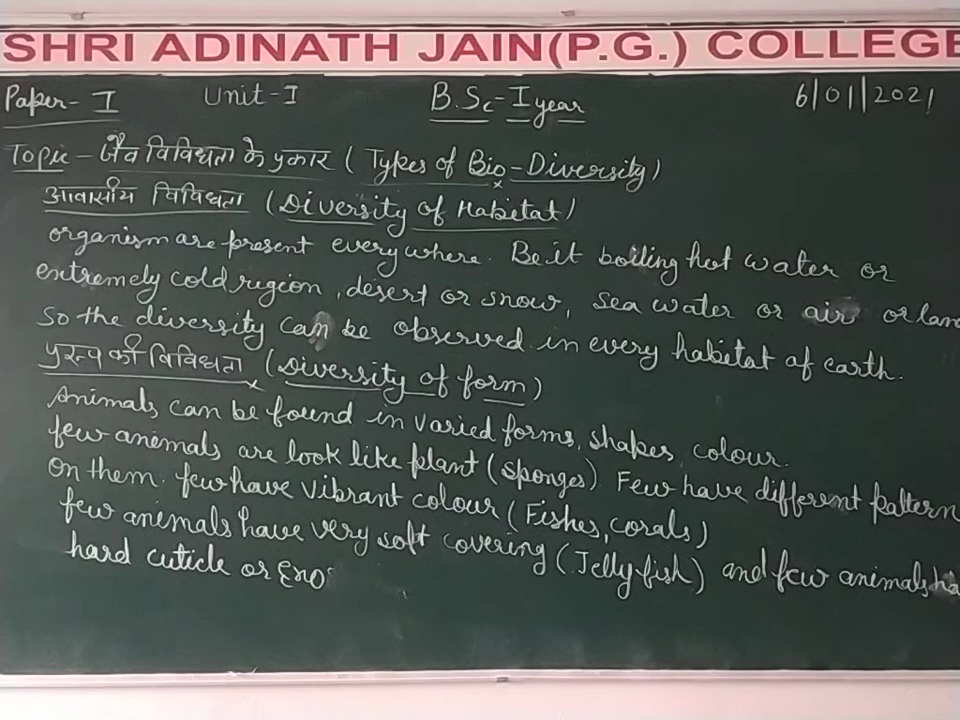 SHRI ADINATH JAIN(P.G.) COLLEGE
Paper- I Unit-I B.Sc-I year 6/01/2021
Topic - जैव विविधता के प्रकार (Types of Bio-Diversity)
आवासीय विविधता (Diversity of Habitat)
organism are present everywhere. Be it boiling hot water or
extremely cold region, desert or snow, sea water or air or land
So the diversity can be observed in every habitat of earth.
की विविधता (Diversity of form)
Animals can be found in varied forms, shapes, colour.
few animals are look like plant (sponges). Few have different pattern
on them. few have vibrant colour (Fishes, corals)
few animals have very soft covering (Jelly fish) and few animals ha
hard cuticle or Exo